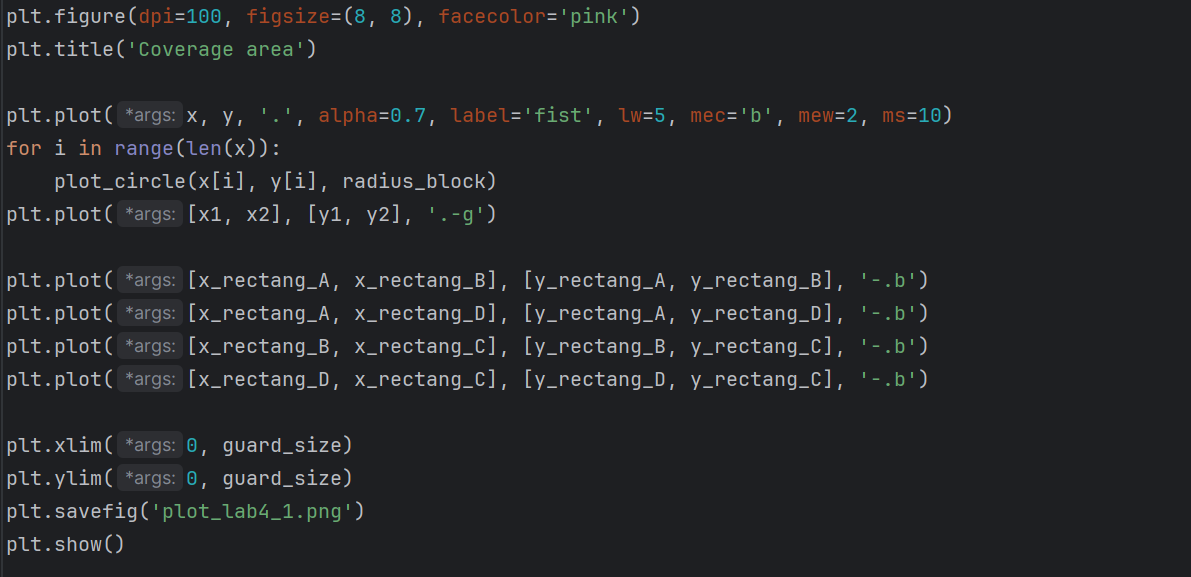 plt.figure(dpi=100, figsize=(8, 8), facecolor='pink')
plt.title('Coverage area')
plt.plot( *args: x, y, '.', alpha=0.7, label='fist', lw=5, mec='b', mew=2, ms=10)
for i in range(len(x)):
    plot_circle(x[i], y[i], radius_block)
plt.plot( *args: [x1, x2], [y1, y2], '.-g')
plt.plot( *args: [x_rectang_A, x_rectang_B], [y_rectang_A, y_rectang_B], '-.b')
plt.plot( *args: [x_rectang_A, x_rectang_D], [y_rectang_A, y_rectang_D], '-.b')
plt.plot( *args: [x_rectang_B, x_rectang_C], [y_rectang_B, y_rectang_C], '-.b')
plt.plot( *args: [x_rectang_D, x_rectang_C], [y_rectang_D, y_rectang_C], '-.b')
plt.xlim( *args: 0, guard_size)
plt.ylim( *args: 0, guard_size)
plt.savefig('plot_lab4_1.png')
plt.show()